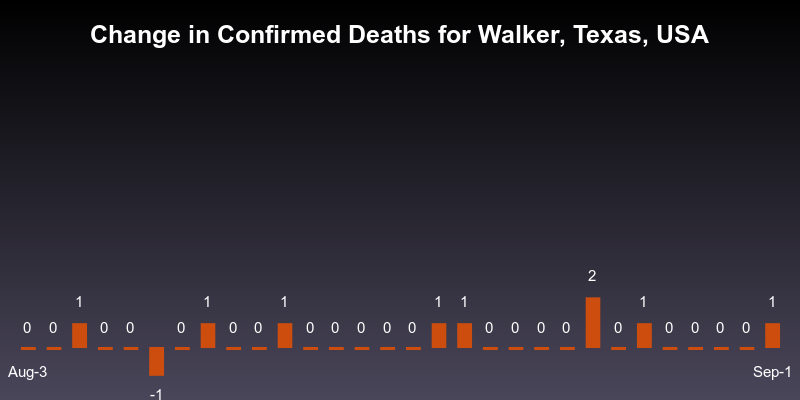 Change in Confirmed Deaths for Walker, Texas, USA
2
1 1 1 1 1 1 1
0 0 0 0 0 0 0 0 0 0 0 0 0 0 0 0 0 0 0 0 0
Aug-3 Sep-1
-1